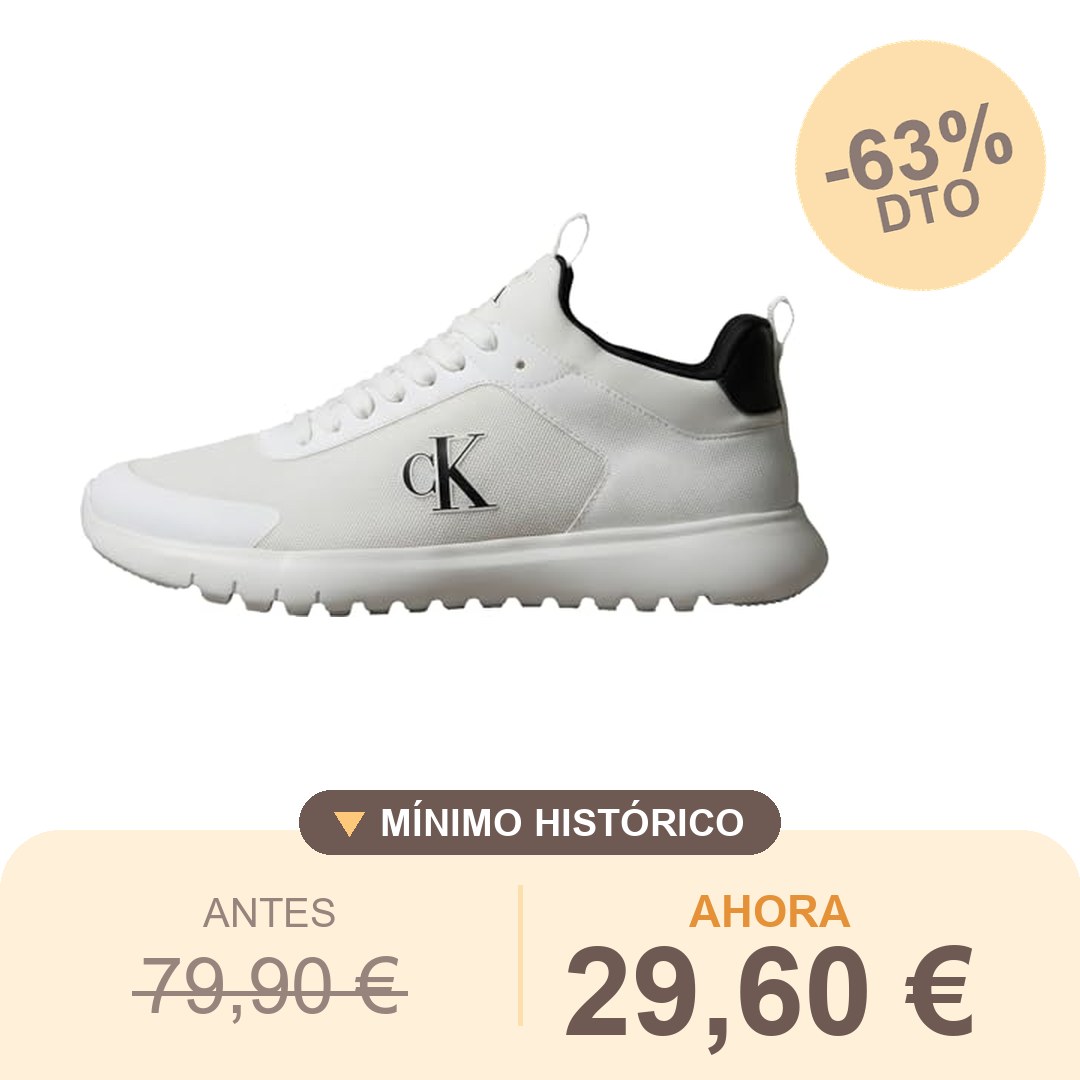 -63%
DTO
CK
MÍNIMO HISTÓRICO
ANTES
79,90 €
AHORA
29,60 €